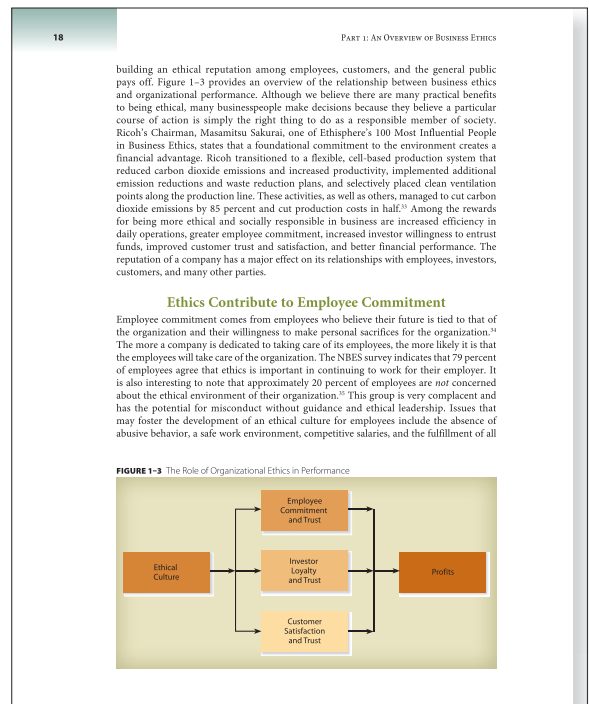 18
PART 1: AN OVERVIEW OF BUSINESS ETHICS
building an ethical reputation among employees, customers, and the general public
pays off. Figure 1–3 provides an overview of the relationship between business ethics
and organizational performance. Although we believe there are many practical benefits
to being ethical, many businesspeople make decisions because they believe a particular
course of action is simply the right thing to do as a responsible member of society.
Ricoh's Chairman, Masamitsu Sakurai, one of Ethisphere's 100 Most Influential People
in Business Ethics, states that a foundational commitment to the environment creates a
financial advantage. Ricoh transitioned to a flexible, cell-based production system that
reduced carbon dioxide emissions and increased productivity, implemented additional
emission reductions and waste reduction plans, and selectively placed clean ventilation
points along the production line. These activities, as well as others, managed to cut carbon
dioxide emissions by 85 percent and cut production costs in half.33 Among the rewards
for being more ethical and socially responsible in business are increased efficiency in
daily operations, greater employee commitment, increased investor willingness to entrust
funds, improved customer trust and satisfaction, and better financial performance. The
reputation of a company has a major effect on its relationships with employees, investors,
customers, and many other parties.
Ethics Contribute to Employee Commitment
Employee commitment comes from employees who believe their future is tied to that of
the organization and their willingness to make personal sacrifices for the organization.34
The more a company is dedicated to taking care of its employees, the more likely it is that
the employees will take care of the organization. The NBES survey indicates that 79 percent
of employees agree that ethics is important in continuing to work for their employer. It
is also interesting to note that approximately 20 percent of employees are not concerned
about the ethical environment of their organization.35 This group is very complacent and
has the potential for misconduct without guidance and ethical leadership. Issues that
may foster the development of an ethical culture for employees include the absence of
abusive behavior, a safe work environment, competitive salaries, and the fulfillment of all
FIGURE 1–3 The Role of Organizational Ethics in Performance
Employee
Commitment
and Trust
Ethical
Culture
Investor
Loyalty
and Trust
Profits
Customer
Satisfaction
and Trust